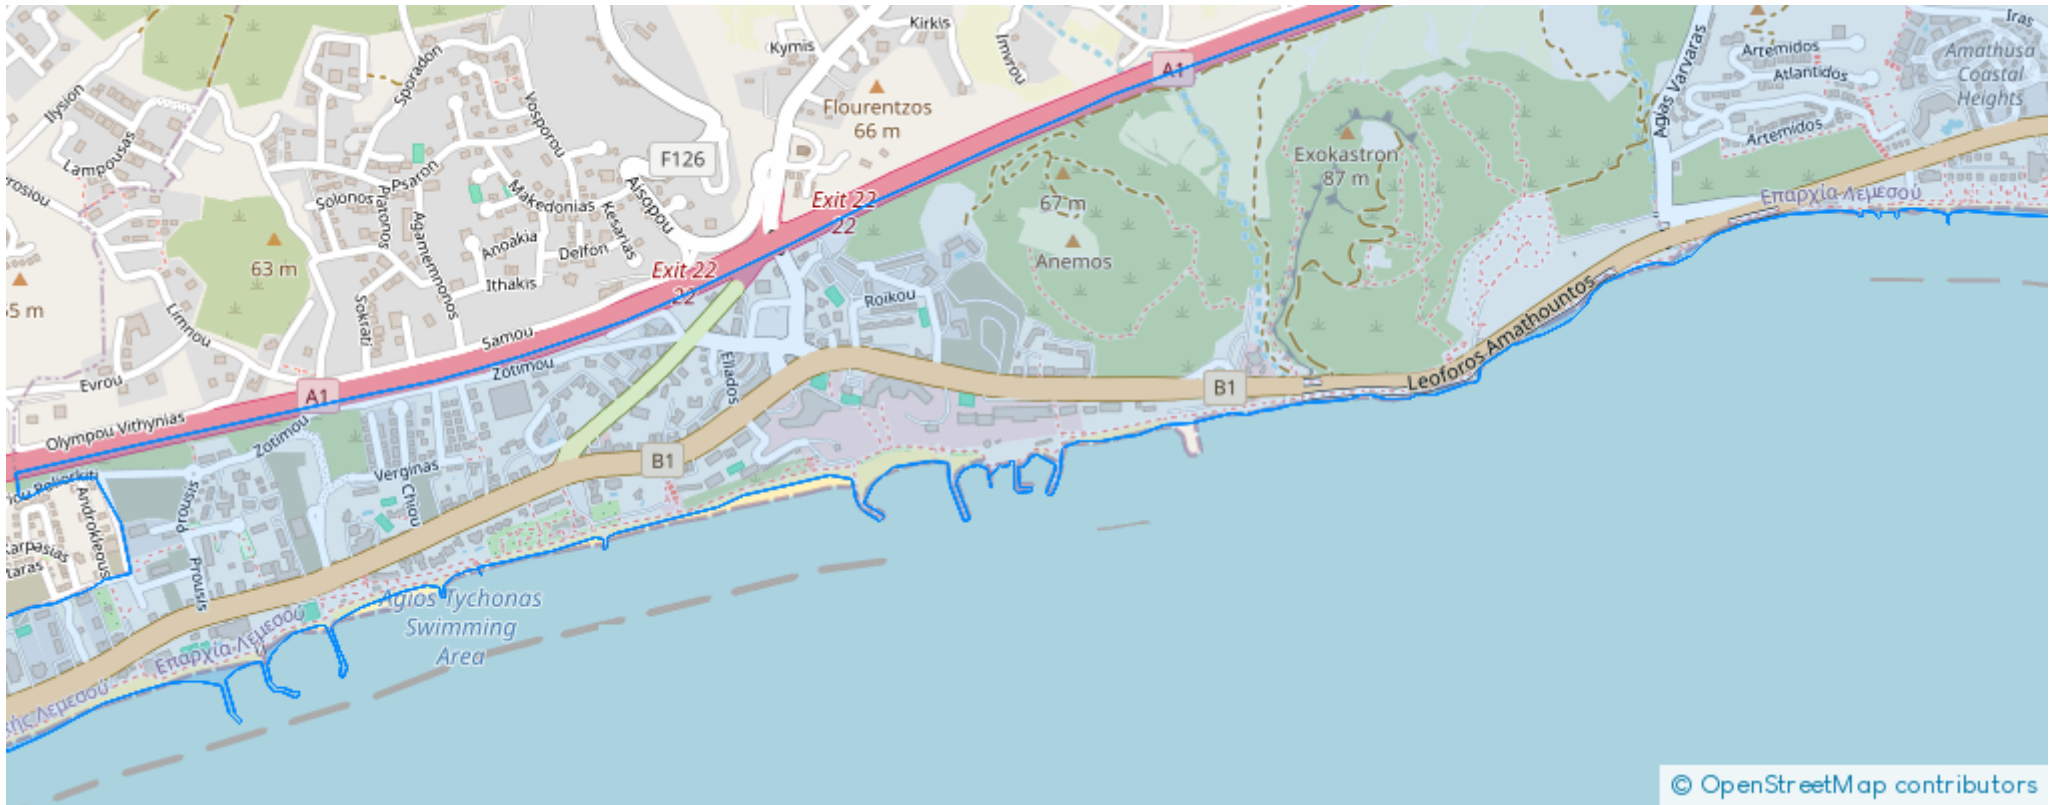 Kirkis
Kymis
Imvrou
A1
Iras
Artemidos
Atlantidos
Amathusa
Coastal
Heights
Agias Varvaras
Artemidos
Ilysion
Sporadon
Vosporou
Flourentzos
66 m
F126
Exokastron
87 m
Lampousas
Psaron
Solonos
Platonos
Makedonias
Aisopou
Kesarias
Exit 22
22
67 m
Επαρχία Λεμεσού
Agamemnonos
Anoakia
Delfon
Ithakis
63 m
Anemos
Exit 22
22
Roikou
Sokrati
Limnou
Samou
Zotimou
Eliados
Leoforos Amathountos
B1
Evrou
A1
Olympou Vithynias
Zotimou
Verginas
Chiou
B1
Androkleous
Prousis
Karpasias
Prousis
Agios Tychonas
Swimming
Area
Επαρχία Λεμεσού
Λεμεσού
© OpenStreetMap contributors